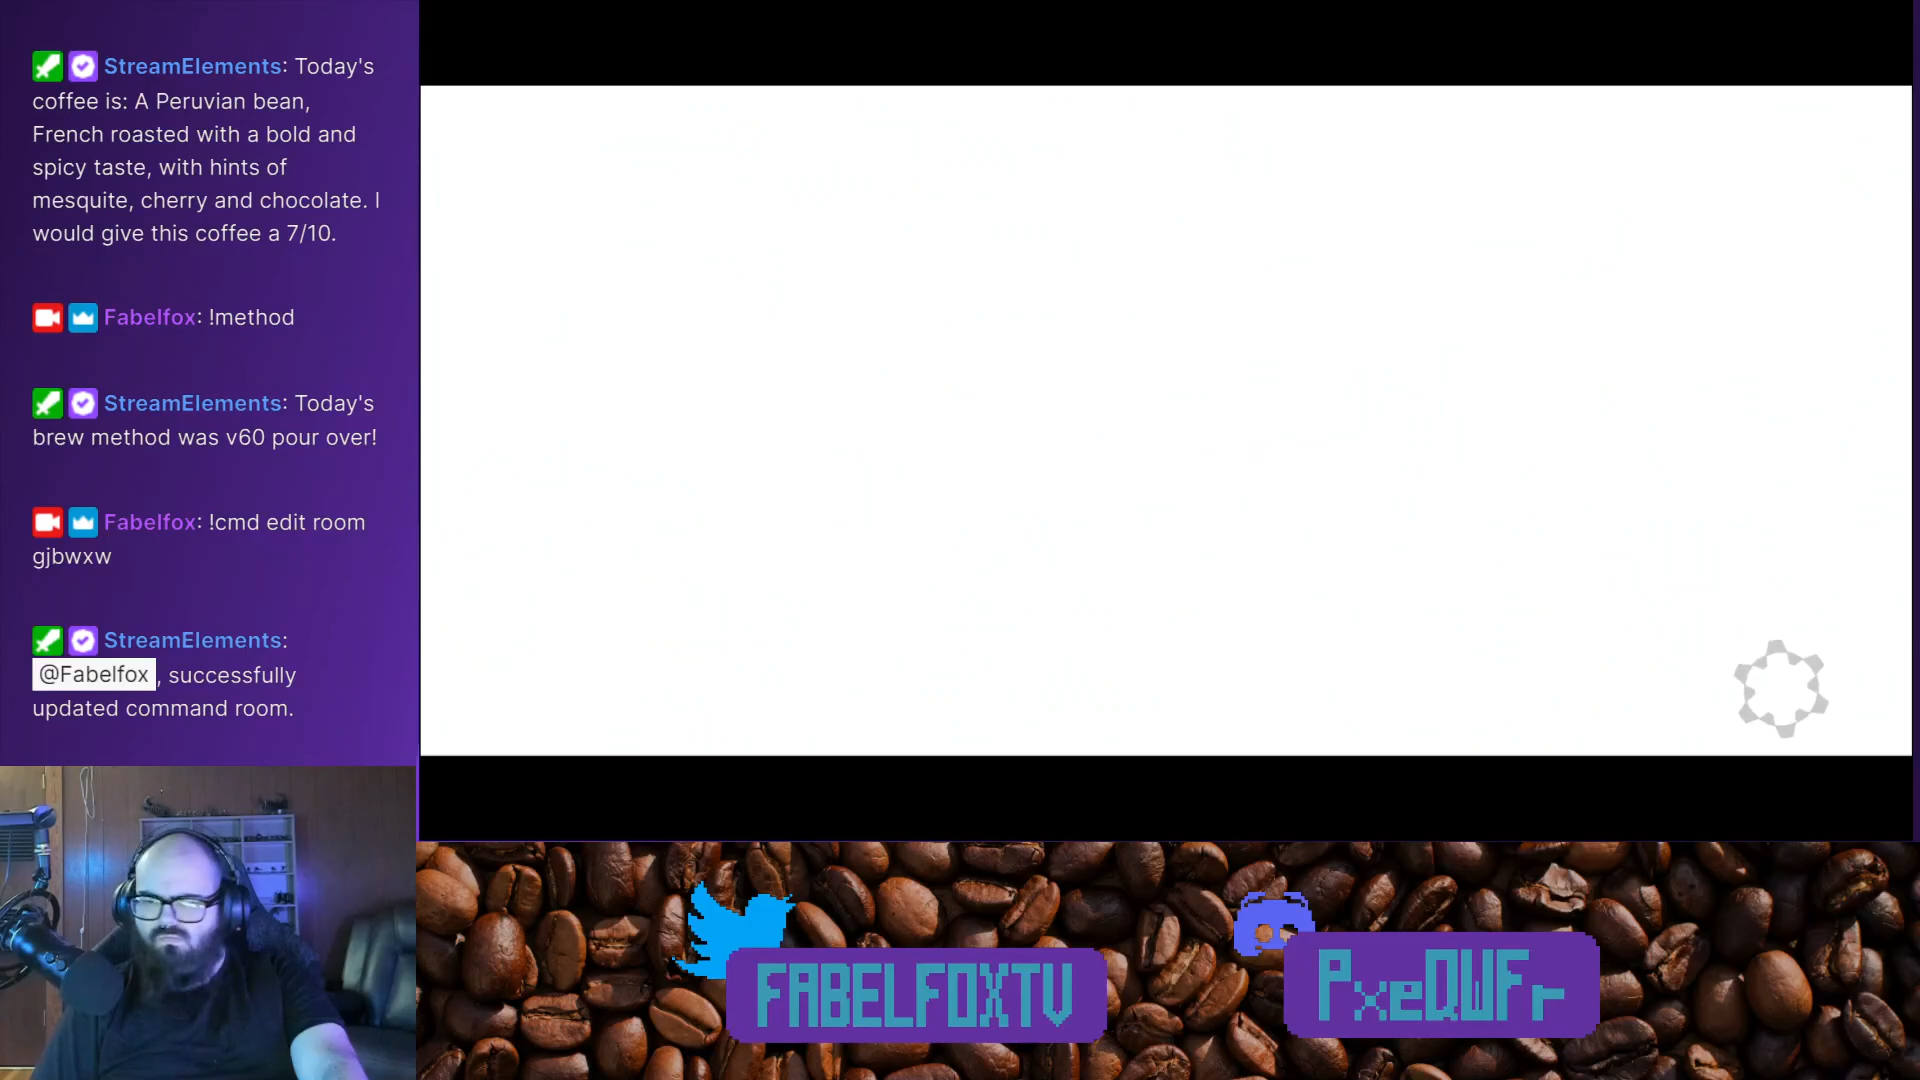 StreamElements: Today's
coffee is: A Peruvian bean,
French roasted with a bold and
spicy taste, with hints of
mesquite, cherry and chocolate. I
would give this coffee a 7/10.
Fabelfox: !method
StreamElements: Today's
brew method was v60 pour over!
Fabelfox: !cmd edit room
gjbwxw
StreamElements:
@Fabelfox, successfully
updated command room.
FABELFOXTV
PxeQWFr